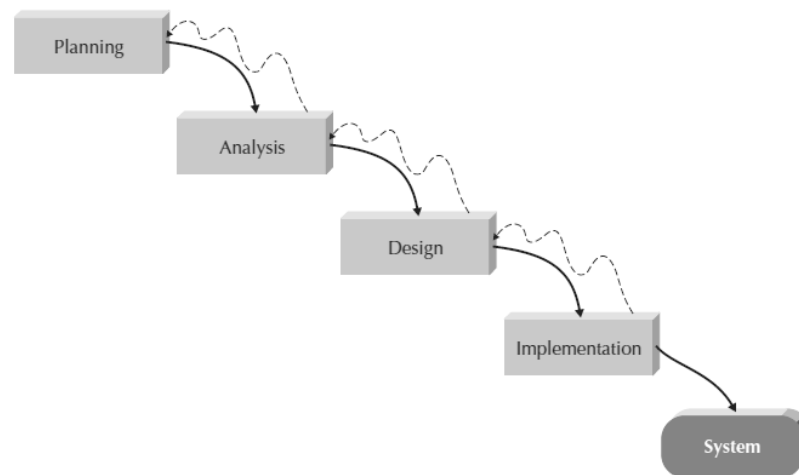 Planning
Analysis
Design
Implementation
System